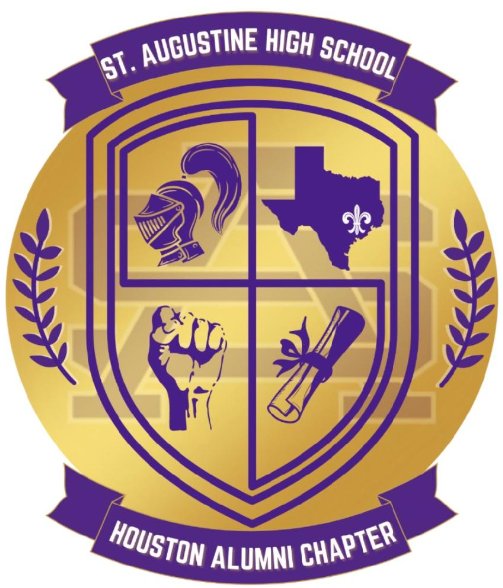 ST. AUGUSTINE HIGH SCHOOL
HOUSTON ALUMNI CHAPTER